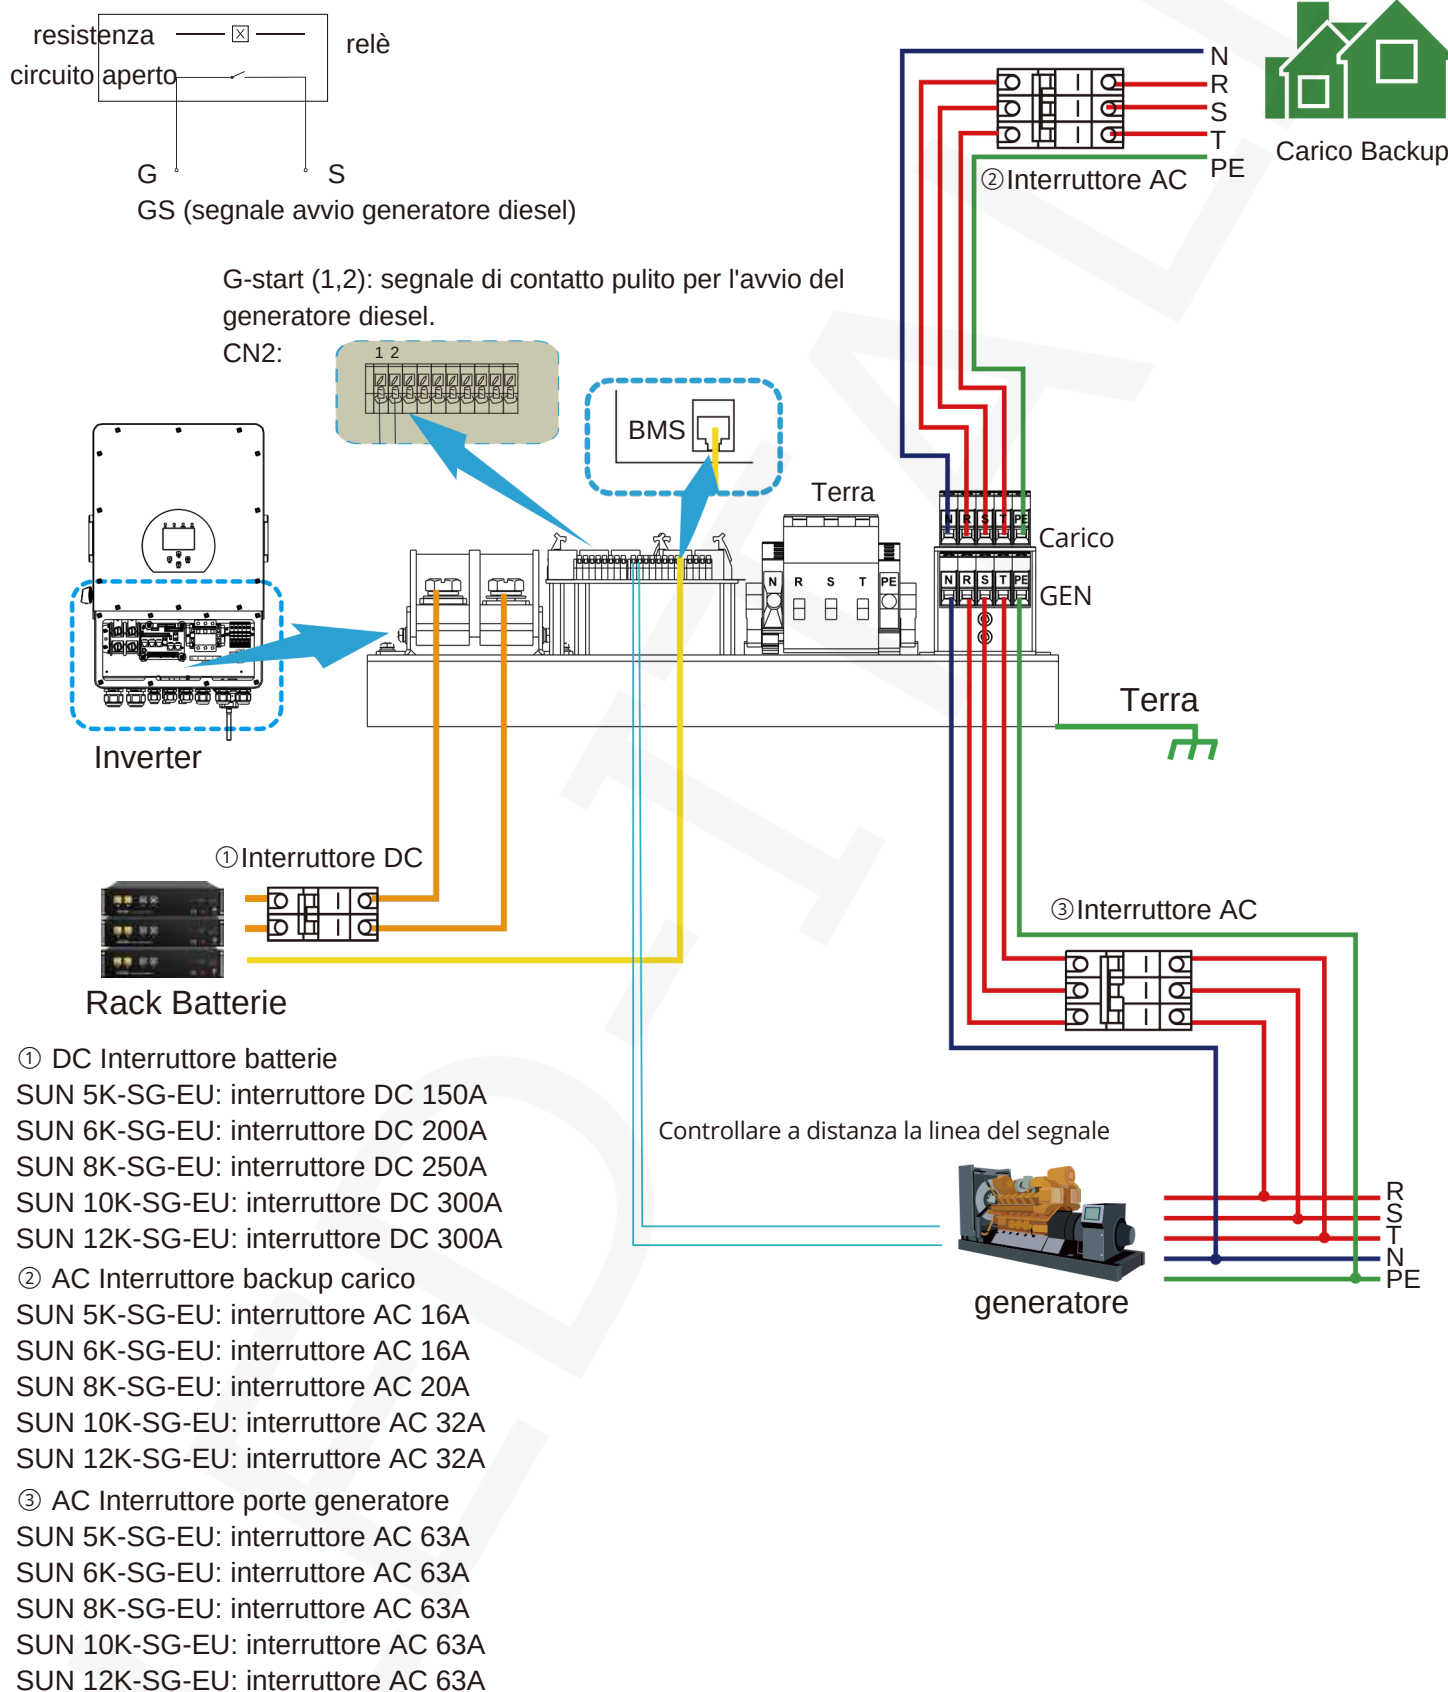 resistenza
relè
circuito aperto
G S
GS (segnale avvio generatore diesel)
G-start (1,2): segnale di contatto pulito per l'avvio del
generatore diesel.
CN2:
1 2
BMS
N
R
S
T
PE
②Interruttore AC
Carico Backup
Terra
N R S T PE
Carico
N R S T PE
N R S T PE
GEN
Terra
Inverter
①Interruttore DC
Rack Batterie
③Interruttore AC
Controllare a distanza la linea del segnale
generatore
R
S
T
N
PE
① DC Interruttore batterie
SUN 5K-SG-EU: interruttore DC 150A
SUN 6K-SG-EU: interruttore DC 200A
SUN 8K-SG-EU: interruttore DC 250A
SUN 10K-SG-EU: interruttore DC 300A
SUN 12K-SG-EU: interruttore DC 300A
② AC Interruttore backup carico
SUN 5K-SG-EU: interruttore AC 16A
SUN 6K-SG-EU: interruttore AC 16A
SUN 8K-SG-EU: interruttore AC 20A
SUN 10K-SG-EU: interruttore AC 32A
SUN 12K-SG-EU: interruttore AC 32A
③ AC Interruttore porte generatore
SUN 5K-SG-EU: interruttore AC 63A
SUN 6K-SG-EU: interruttore AC 63A
SUN 8K-SG-EU: interruttore AC 63A
SUN 10K-SG-EU: interruttore AC 63A
SUN 12K-SG-EU: interruttore AC 63A